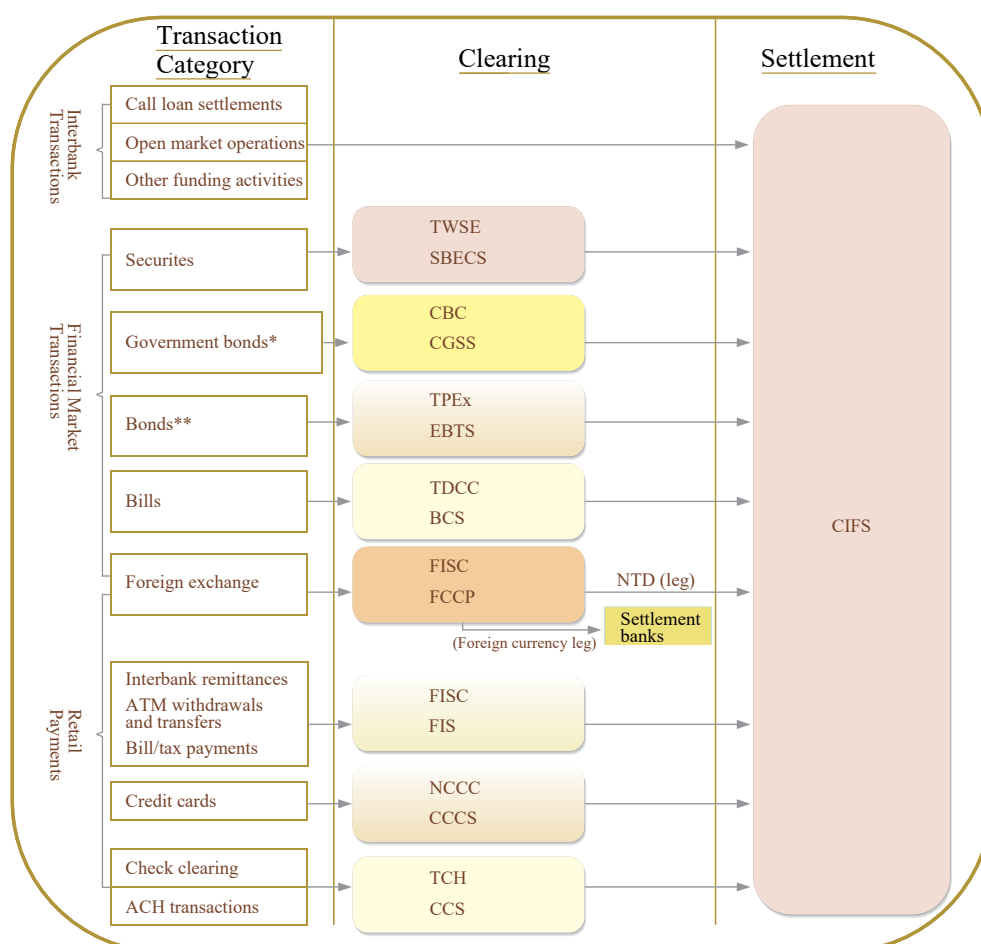 Transaction
Category
Clearing
Settlement
Interbank
Transactions
Call loan settlements
Open market operations
Other funding activities
Financial Market
Transactions
Securites
TWSE
SBECS
Government bonds*
CBC
CGSS
Bonds**
TPEx
EBTS
Bills
TDCC
BCS
CIFS
Foreign exchange
FISC
FCCP
NTD (leg)
(Foreign currency leg)
Settlement
banks
Retail
Payments
Interbank remittances
ATM withdrawals
and transfers
Bill/tax payments
FISC
FIS
Credit cards
NCCC
CCCS
Check clearing
ACH transactions
TCH
CCS